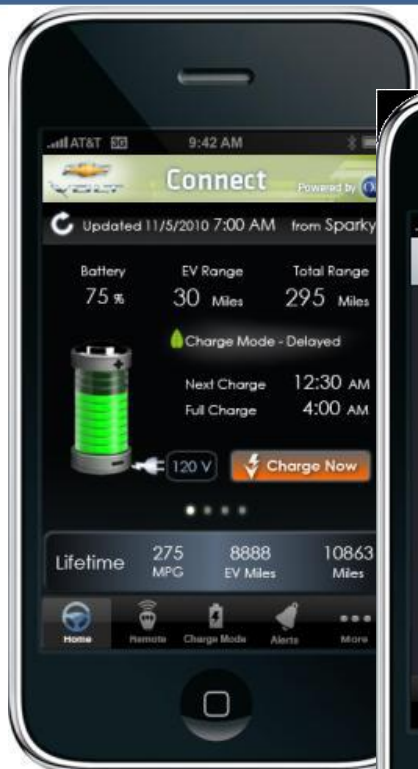 AT&T 3G 9:42 AM
VOLT Connect Powered by
Updated 11/5/2010 7:00 AM from Sparky
Battery EV Range Total Range
75 % 30 Miles 295 Miles
Charge Mode - Delayed
Next Charge 12:30 AM
Full Charge 4:00 AM
120 V Charge Now
Lifetime 275 8888 10863
MPG EV Miles Miles
Home Remote Charge Mode Alerts More